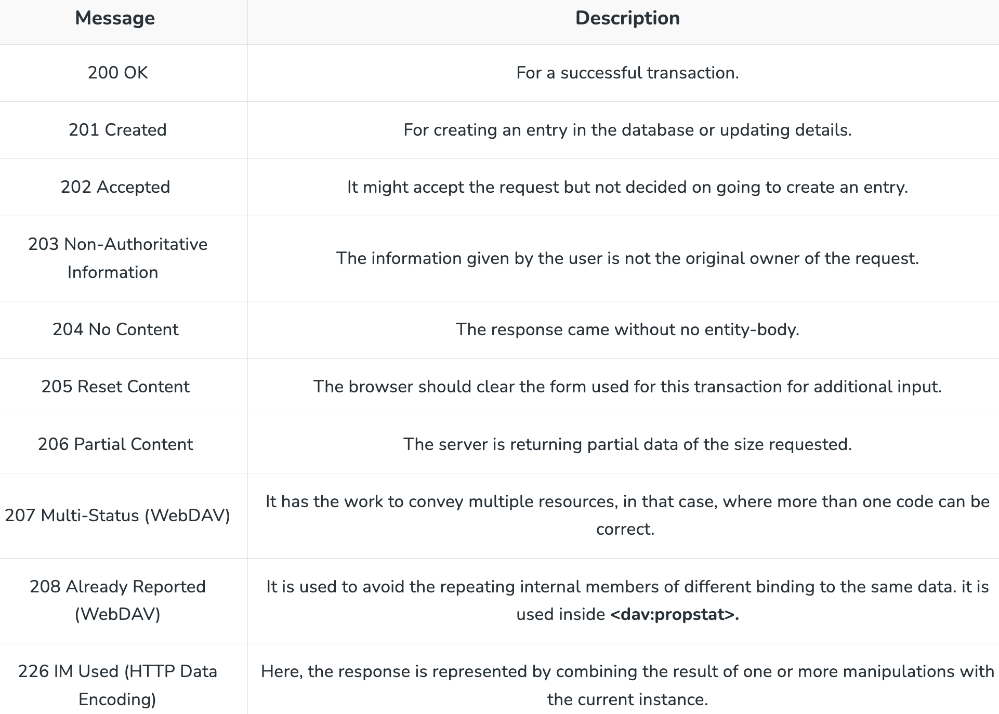 Message Description
200 OK For a successful transaction.
201 Created For creating an entry in the database or updating details.
202 Accepted It might accept the request but not decided on going to create an entry.
203 Non-Authoritative
Information
The information given by the user is not the original owner of the request.
204 No Content The response came without no entity-body.
205 Reset Content The browser should clear the form used for this transaction for additional input.
206 Partial Content The server is returning partial data of the size requested.
207 Multi-Status (WebDAV)
It has the work to convey multiple resources, in that case, where more than one code can be
correct.
208 Already Reported
(WebDAV)
It is used to avoid the repeating internal members of different binding to the same data. it is
used inside <dav:propstat>.
226 IM Used (HTTP Data
Encoding)
Here, the response is represented by combining the result of one or more manipulations with
the current instance.